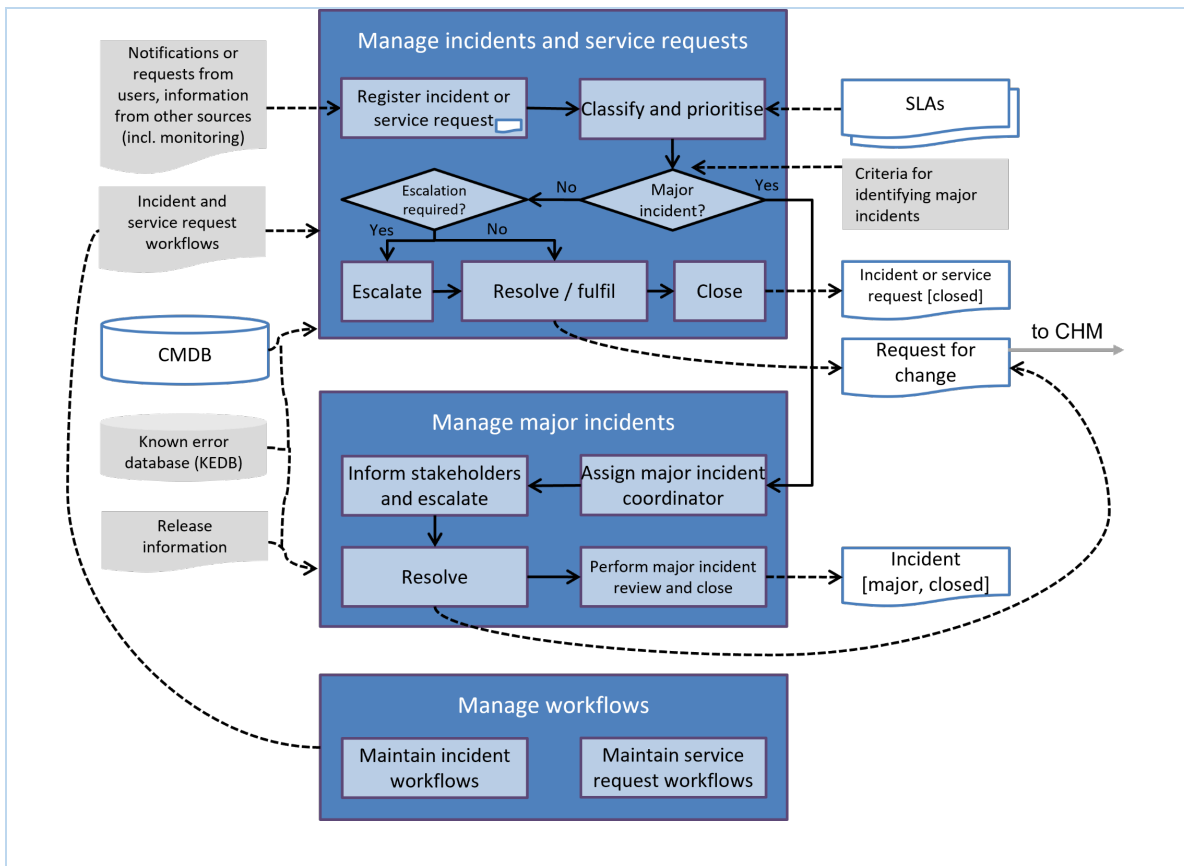 Manage incidents and service requests
Notifications or
requests from
users, information
from other sources
(incl. monitoring)
Register incident or
service request
Classify and prioritise
SLAs
Criteria for
identifying major
incidents
Incident and
service request
workflows
Escalation
required?
No
Major
incident?
Yes
Yes
No
Escalate
Resolve / fulfil
Close
Incident or service
request [closed]
CMDB
to CHM
Request for
change
Manage major incidents
Known error
database (KEDB)
Inform stakeholders
and escalate
Assign major incident
coordinator
Release
information
Resolve
Perform major incident
review and close
Incident
[major, closed]
Manage workflows
Maintain incident
workflows
Maintain service
request workflows